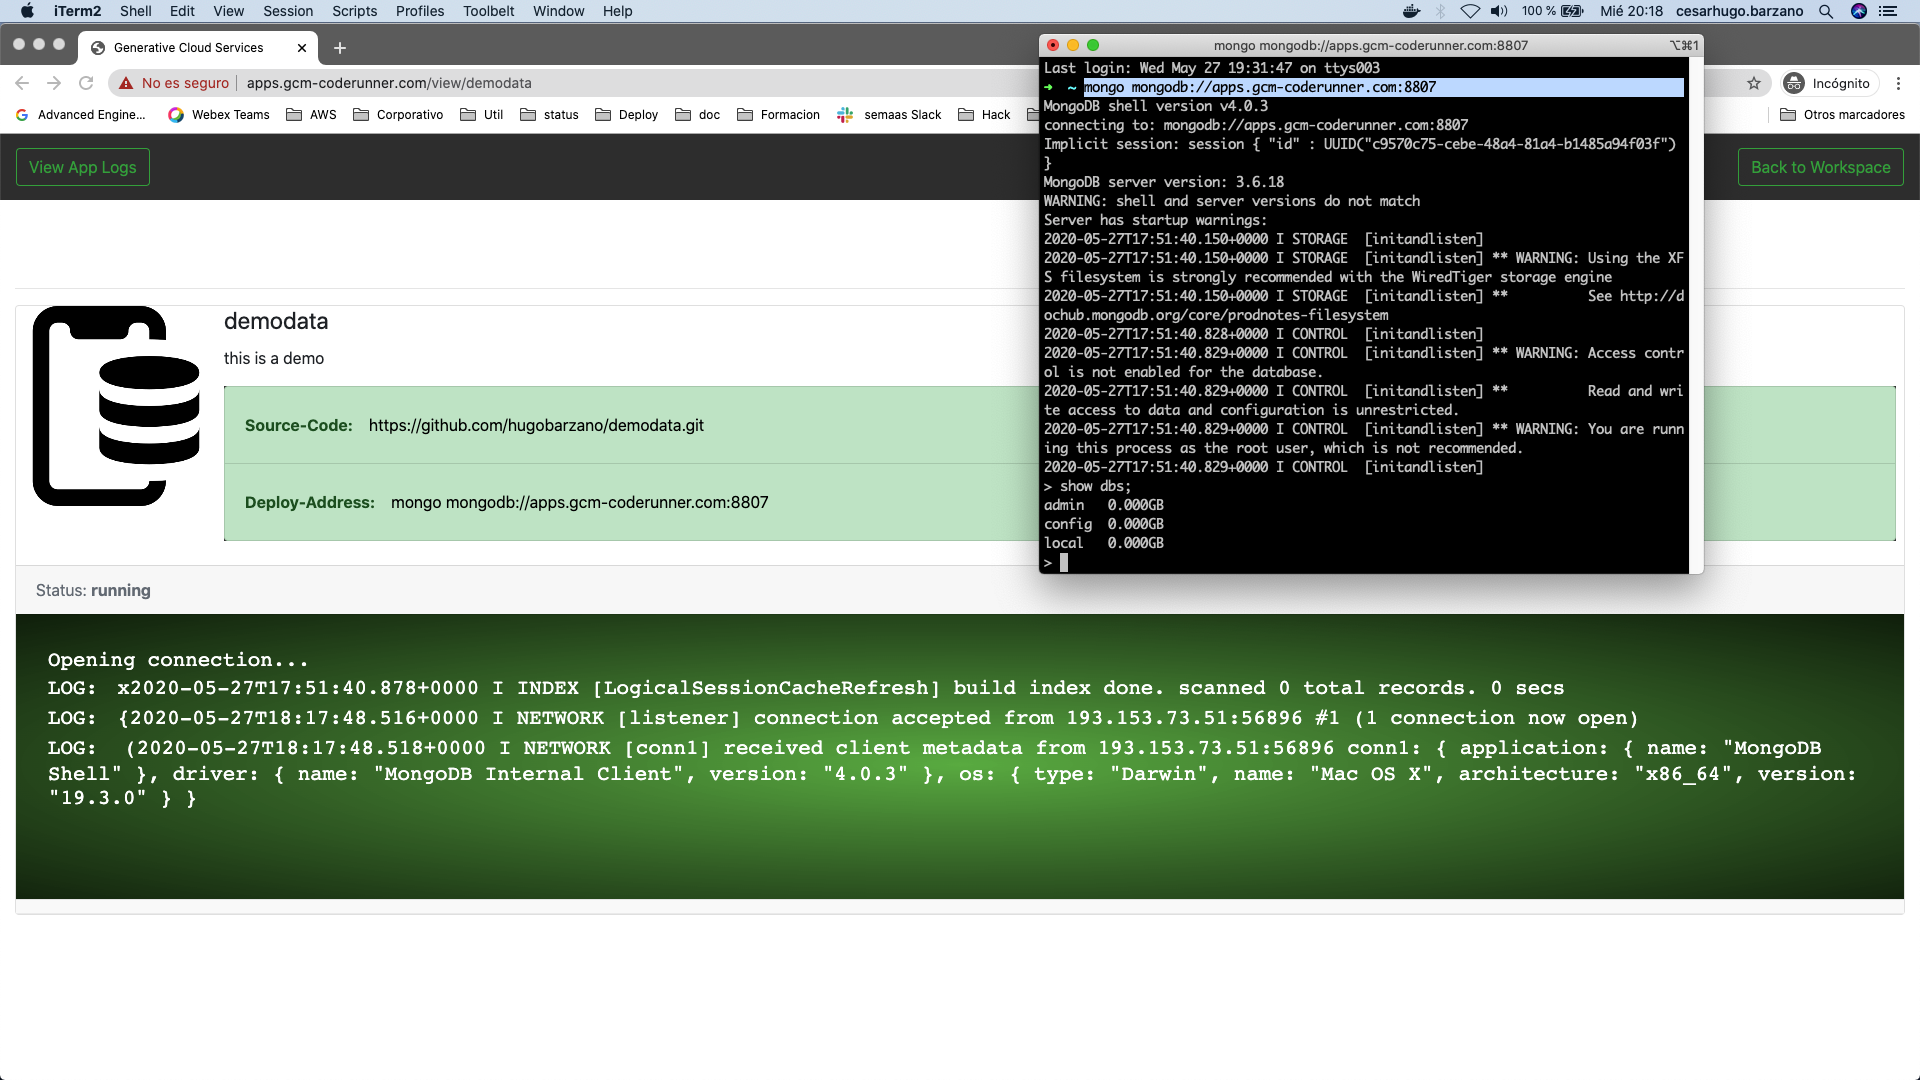 iTerm2 Shell Edit View Session Scripts Profiles Toolbelt Window Help 100 % Mié 20:18 cesarhugo.barzano
Generative Cloud Services
No es seguro apps.gcm-coderunner.com/view/demodata Incógnito
Advanced Engine... Webex Teams AWS Corporativo Util status Deploy doc Formacion semaas Slack Hack Otros marcadores
View App Logs
Back to Workspace
demodata
this is a demo
Source-Code: https://github.com/hugobarzano/demodata.git
Deploy-Address: mongo mongodb://apps.gcm-coderunner.com:8807
Status: running
Opening connection...
LOG: x2020-05-27T17:51:40.878+0000 I INDEX [LogicalSessionCacheRefresh] build index done. scanned 0 total records. 0 secs
LOG: {2020-05-27T18:17:48.516+0000 I NETWORK [listener] connection accepted from 193.153.73.51:56896 #1 (1 connection now open)
LOG: (2020-05-27T18:17:48.518+0000 I NETWORK [conn1] received client metadata from 193.153.73.51:56896 conn1: { application: { name: "MongoDB
Shell" }, driver: { name: "MongoDB Internal Client", version: "4.0.3" }, os: { type: "Darwin", name: "Mac OS X", architecture: "x86_64", version:
"19.3.0" } }
mongo mongodb://apps.gcm-coderunner.com:8807 ⌥⌘1
Last login: Wed May 27 19:31:47 on ttys003
➜ ~ mongo mongodb://apps.gcm-coderunner.com:8807
MongoDB shell version v4.0.3
connecting to: mongodb://apps.gcm-coderunner.com:8807
Implicit session: session { "id" : UUID("c9570c75-cebe-48a4-81a4-b1485a94f03f")
}
MongoDB server version: 3.6.18
WARNING: shell and server versions do not match
Server has startup warnings:
2020-05-27T17:51:40.150+0000 I STORAGE [initandlisten]
2020-05-27T17:51:40.150+0000 I STORAGE [initandlisten] ** WARNING: Using the XF
S filesystem is strongly recommended with the WiredTiger storage engine
2020-05-27T17:51:40.150+0000 I STORAGE [initandlisten] ** See http://d
ochub.mongodb.org/core/prodnotes-filesystem
2020-05-27T17:51:40.828+0000 I CONTROL [initandlisten]
2020-05-27T17:51:40.829+0000 I CONTROL [initandlisten] ** WARNING: Access contr
ol is not enabled for the database.
2020-05-27T17:51:40.829+0000 I CONTROL [initandlisten] ** Read and wri
te access to data and configuration is unrestricted.
2020-05-27T17:51:40.829+0000 I CONTROL [initandlisten] ** WARNING: You are runn
ing this process as the root user, which is not recommended.
2020-05-27T17:51:40.829+0000 I CONTROL [initandlisten]
> show dbs;
admin 0.000GB
config 0.000GB
local 0.000GB
>